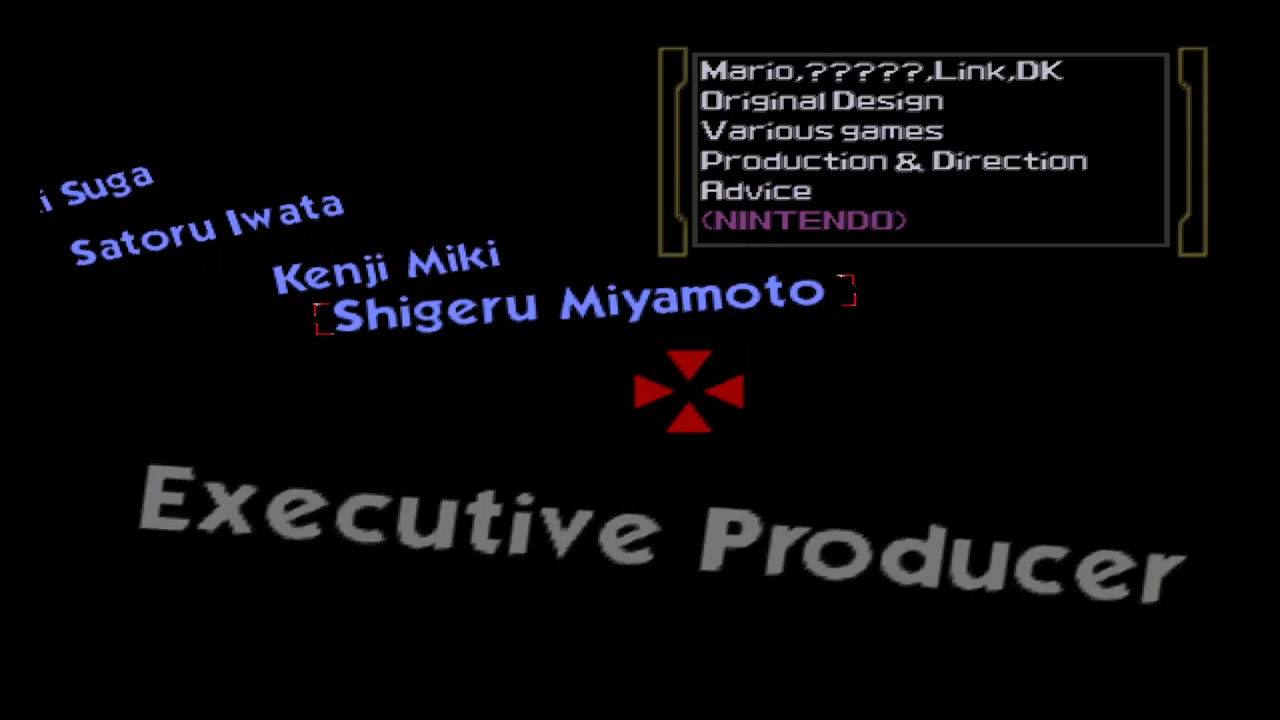 Mario,?????,Link,DK
Original Design
Various games
Production & Direction
Advice
(NINTENDO)
i Suga
Satoru Iwata
Kenji Miki
Shigeru Miyamoto
Executive Producer